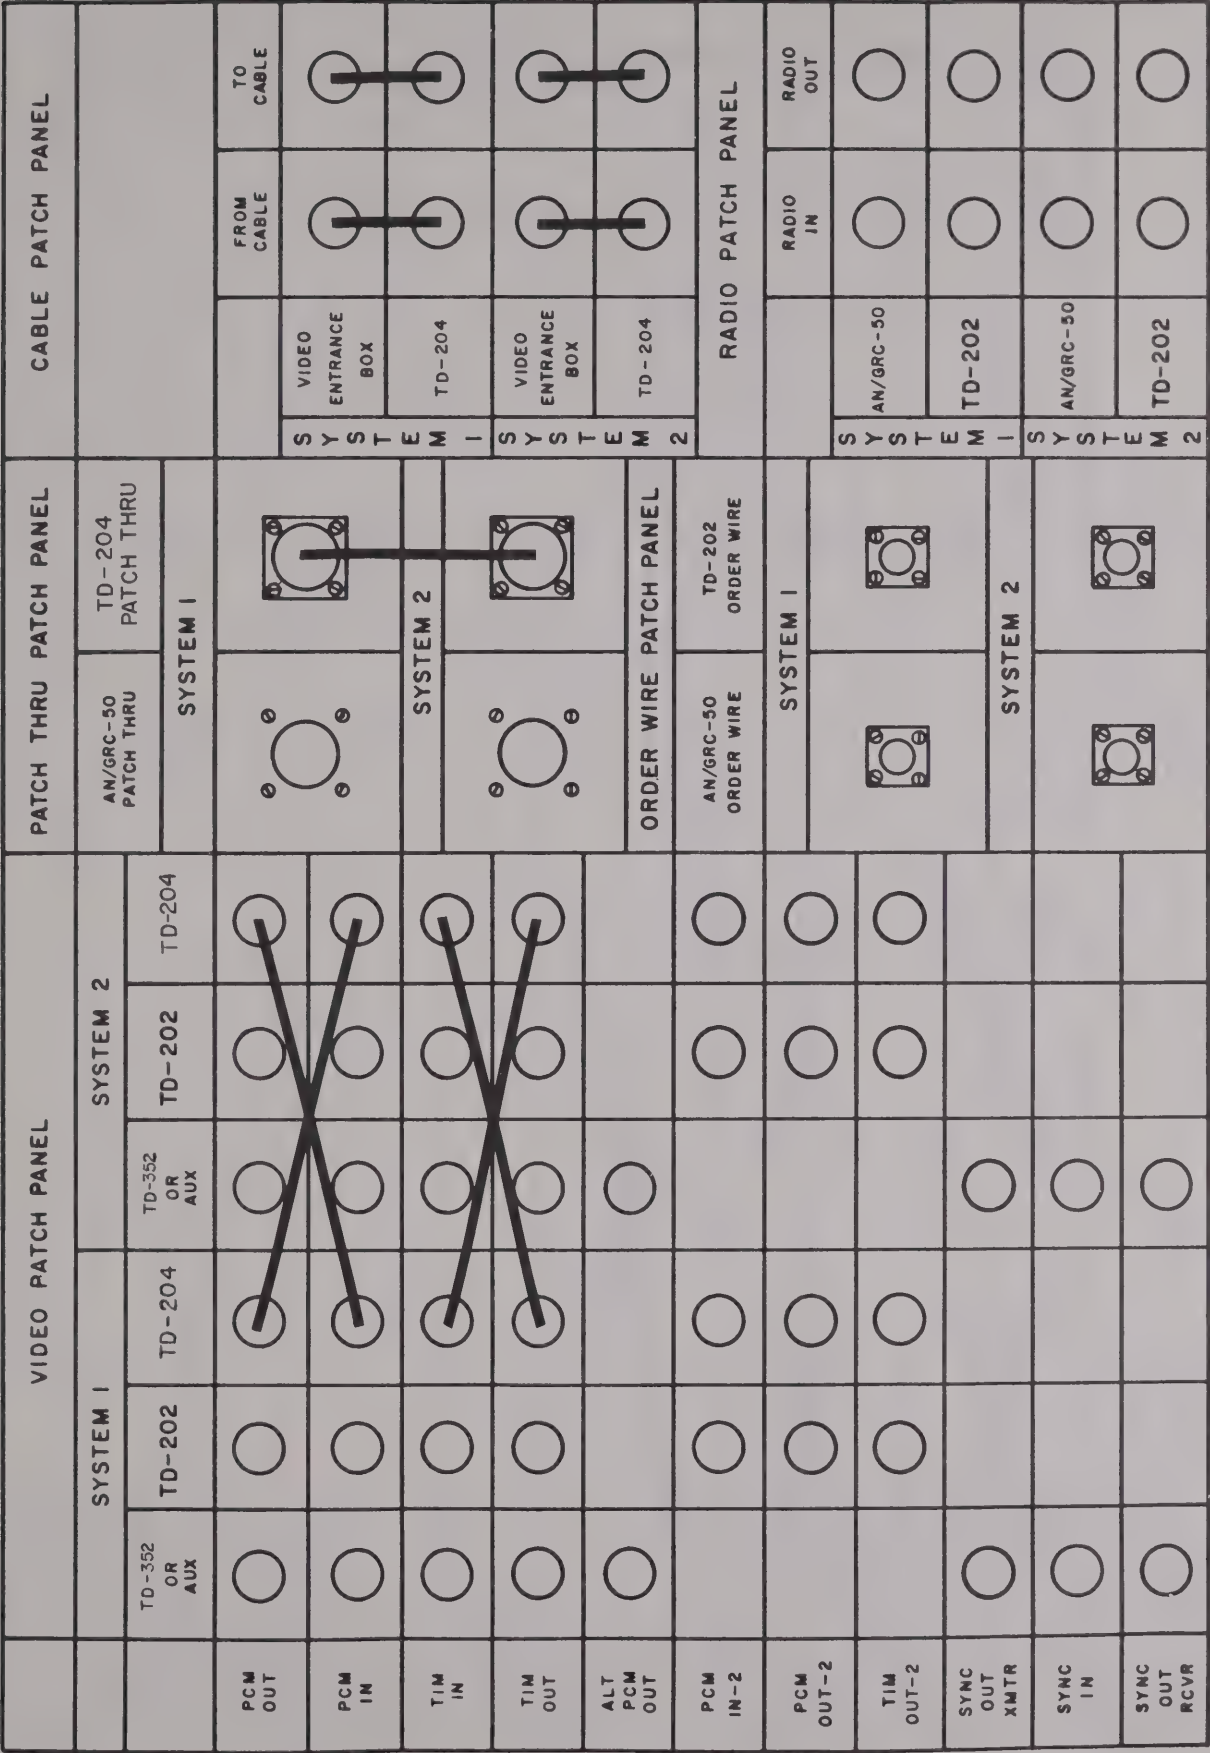 VIDEO PATCH PANEL
PATCH THRU PATCH PANEL
CABLE PATCH PANEL
SYSTEM 1
SYSTEM 2
TD-352
OR
AUX
TD-202
TD-204
TD-352
OR
AUX
TD-202
TD-204
PCM
OUT
PCM
IN
TIM
IN
TIM
OUT
ALT
PCM
OUT
PCM
IN-2
PCM
OUT-2
TIM
OUT-2
SYNC
OUT
XMTR
SYNC
IN
SYNC
OUT
RCVR
AN/GRC-50
PATCH THRU
TD-204
PATCH THRU
SYSTEM 1
SYSTEM 2
ORDER WIRE PATCH PANEL
AN/GRC-50
ORDER WIRE
TD-202
ORDER WIRE
SYSTEM 1
SYSTEM 2
FROM
CABLE
TO
CABLE
SYSTEM 1
VIDEO
ENTRANCE
BOX
TD-204
SYSTEM 2
VIDEO
ENTRANCE
BOX
TD-204
RADIO PATCH PANEL
RADIO
IN
RADIO
OUT
SYSTEM 1
AN/GRC-50
TD-202
SYSTEM 2
AN/GRC-50
TD-202